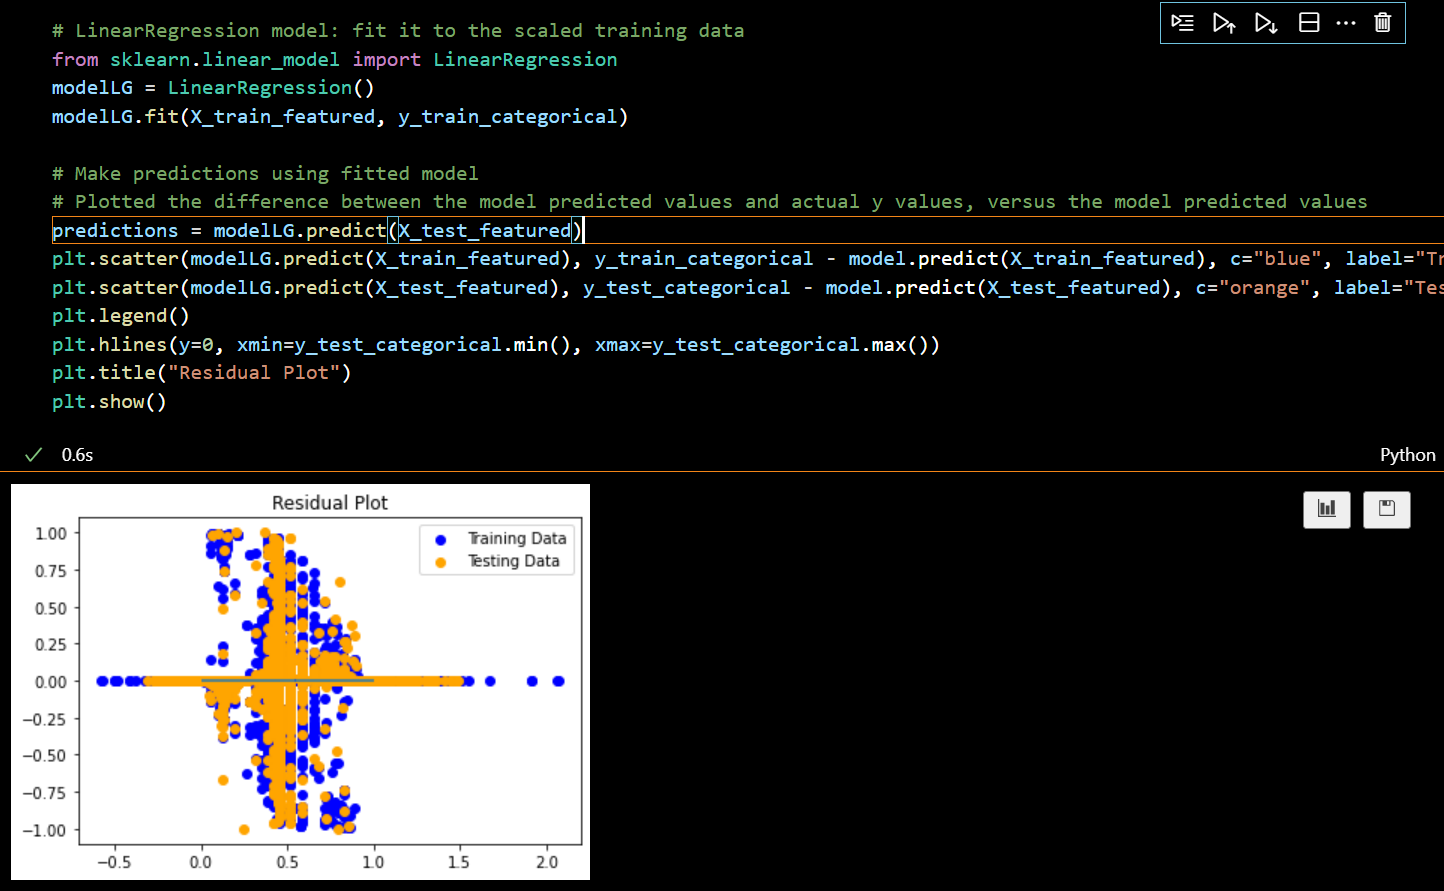 # LinearRegression model: fit it to the scaled training data
from sklearn.linear_model import LinearRegression
modelLG = LinearRegression()
modelLG.fit(X_train_featured, y_train_categorical)
# Make predictions using fitted model
# Plotted the difference between the model predicted values and actual y values, versus the model predicted values
predictions = modelLG.predict(X_test_featured)
plt.scatter(modelLG.predict(X_train_featured), y_train_categorical - model.predict(X_train_featured), c="blue", label="Tr
plt.scatter(modelLG.predict(X_test_featured), y_test_categorical - model.predict(X_test_featured), c="orange", label="Tes
plt.legend()
plt.hlines(y=0, xmin=y_test_categorical.min(), xmax=y_test_categorical.max())
plt.title("Residual Plot")
plt.show()
0.6s
Python
Residual Plot
Training Data
Testing Data
1.00
0.75
0.50
0.25
0.00
−0.25
−0.50
−0.75
−1.00
−0.5 0.0 0.5 1.0 1.5 2.0